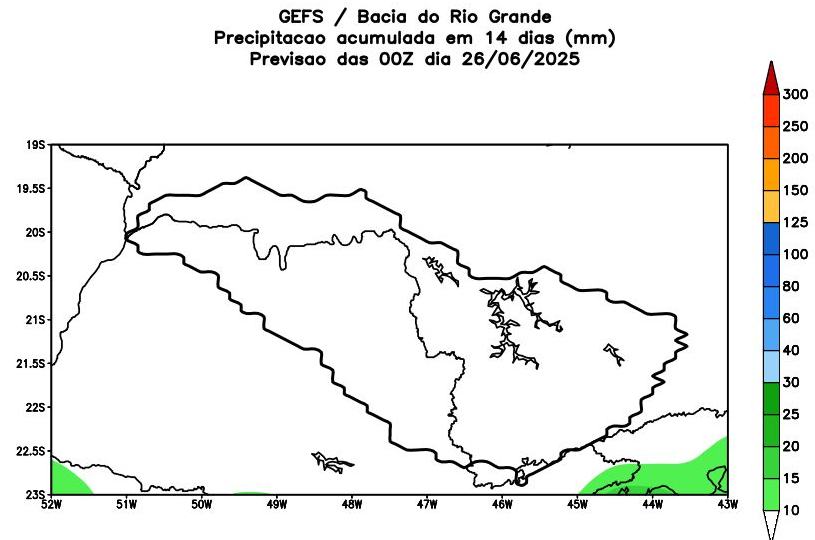 GEFS / Bacia do Rio Grande
Precipitacao acumulada em 14 dias (mm)
Previsao das 00Z dia 26/06/2025
300
250
200
150
125
100
80
60
40
30
25
20
15
10
19S
19.5S
20S
20.5S
21S
21.5S
22S
22.5S
23S
52W 51W 50W 49W 48W 47W 46W 45W 44W 43W